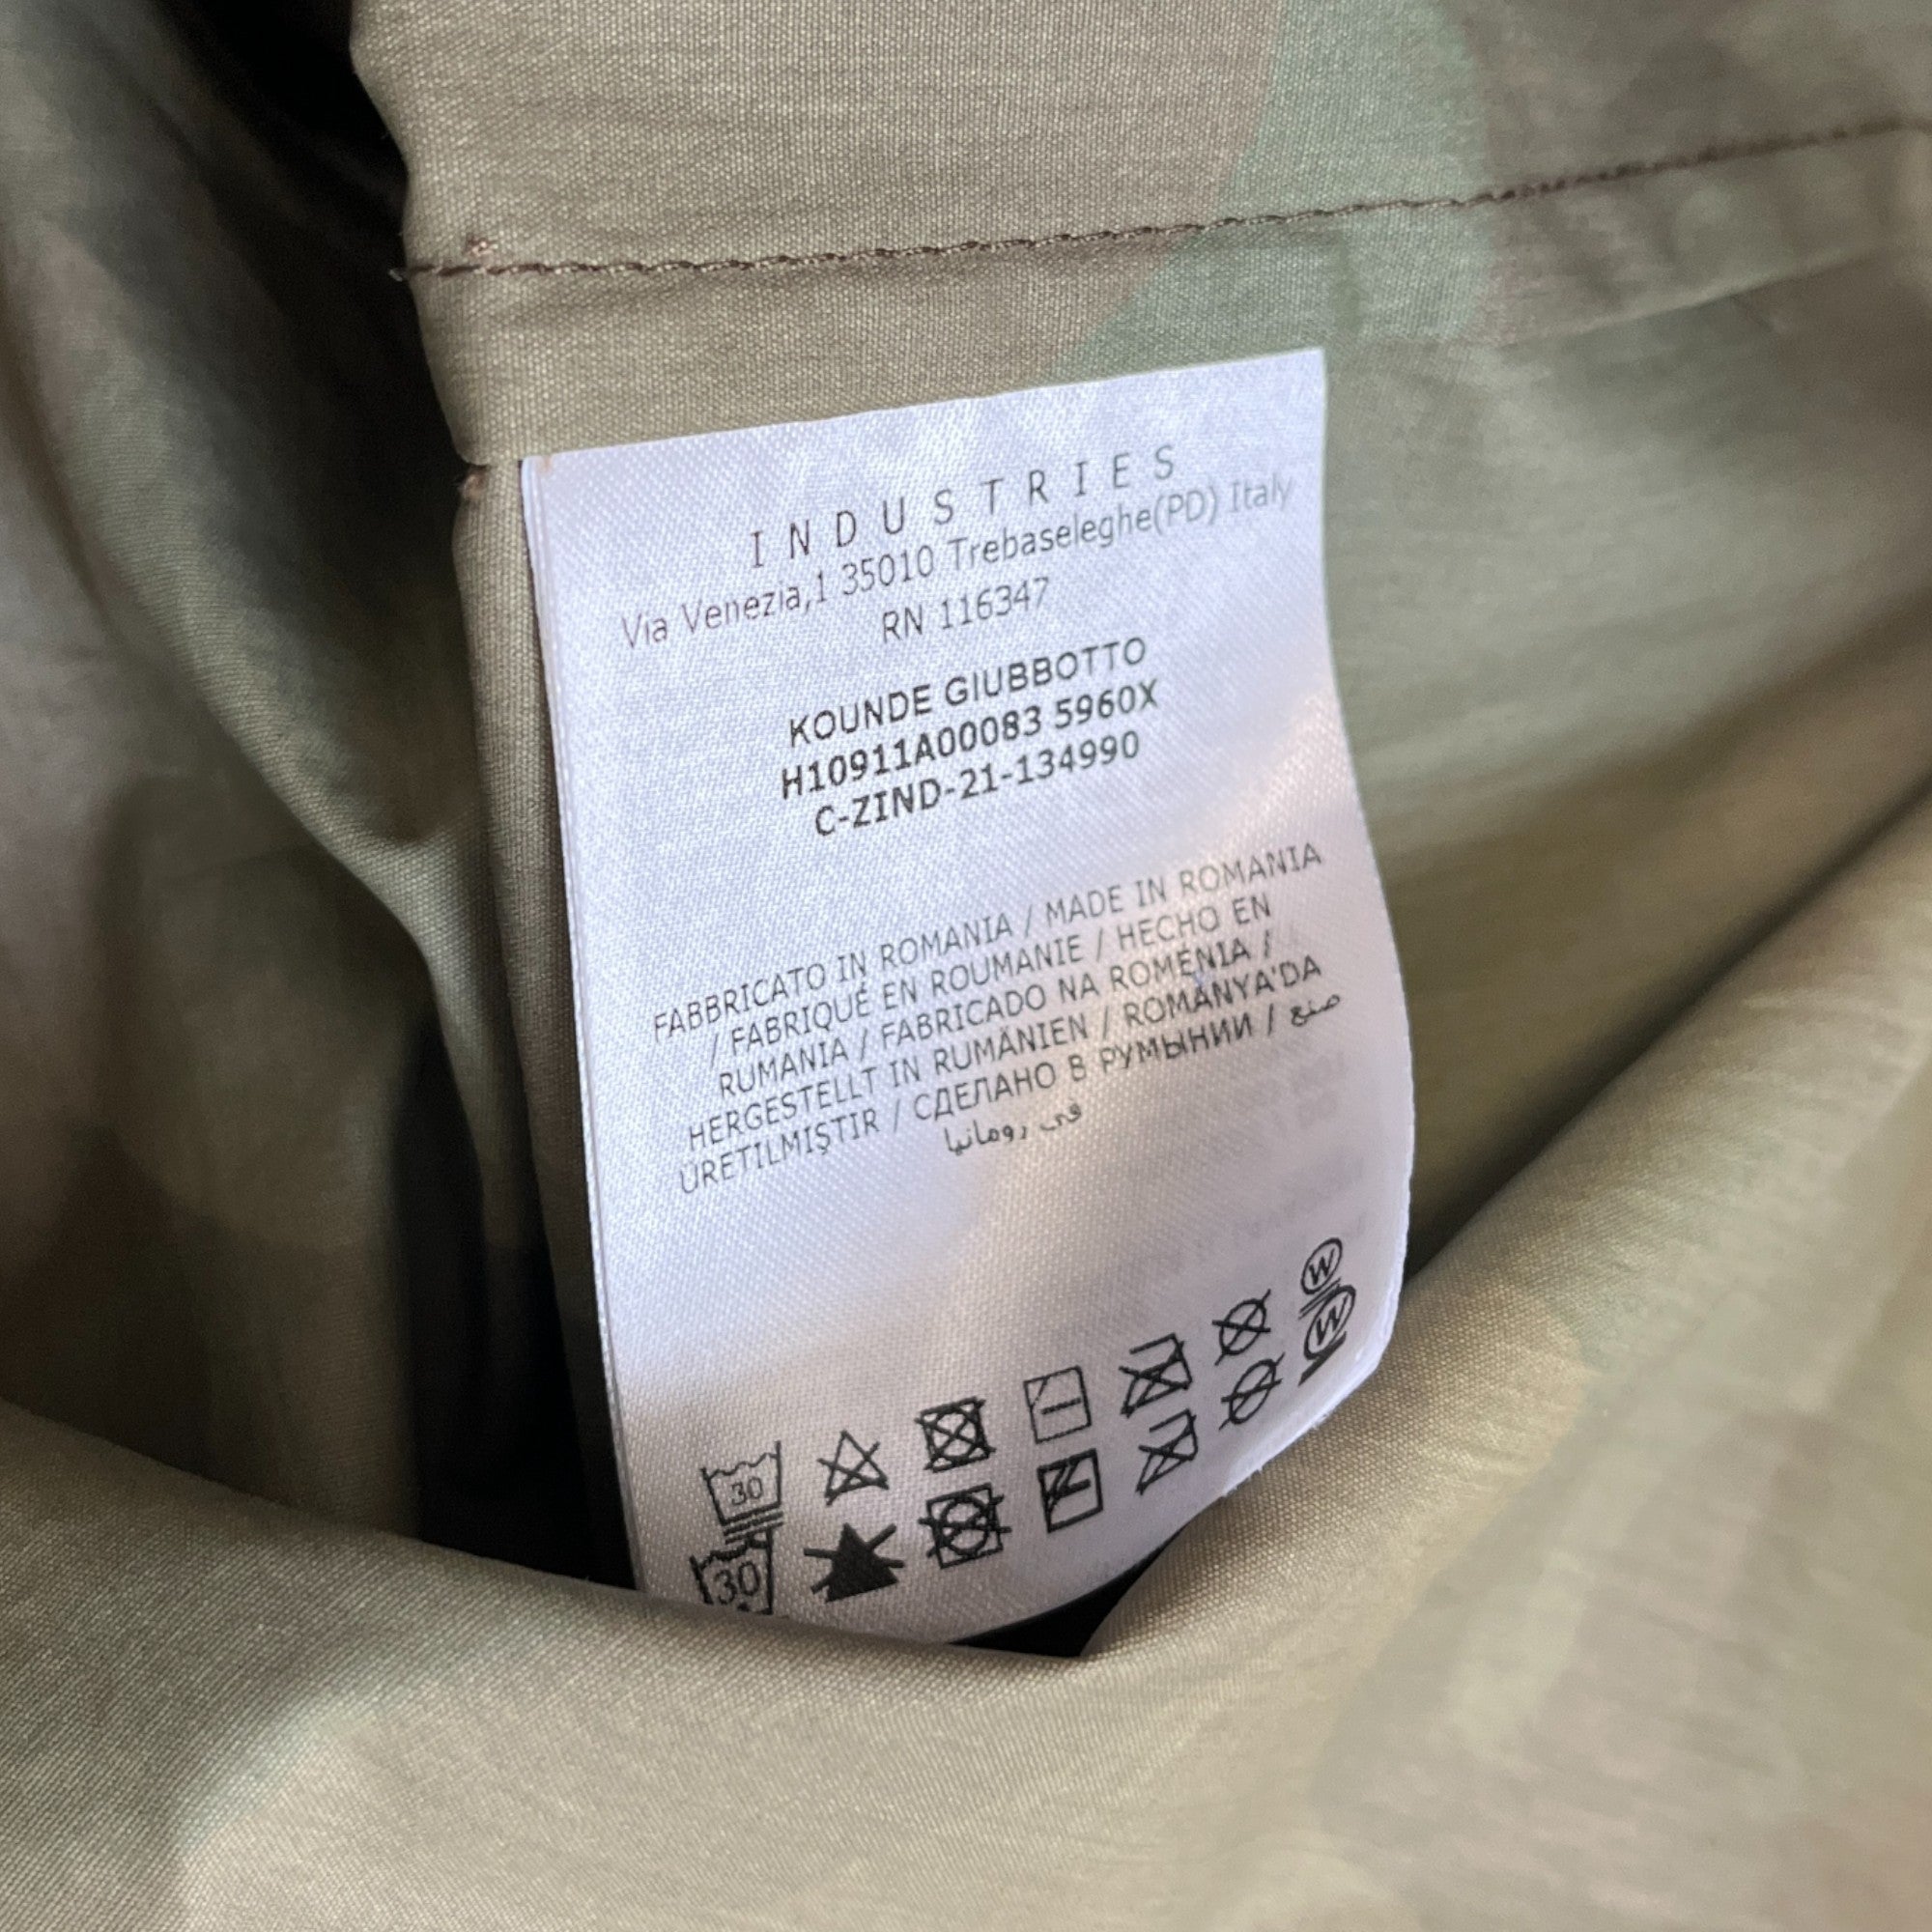 INDUSTRIES
Via Venezia,1 35010 Trebaseleghe(PD) Italy
RN 116347
KOUNDE GIUBBOTTO
H10911A00083 5960X
C-ZIND-21-134990
FABBRICATO IN ROMANIA / MADE IN ROMANIA
/ FABRIQUÉ EN ROUMANIE / HECHO EN
RUMANIA / FABRICADO NA ROMÉNIA /
HERGESTELLT IN RUMÄNIEN / ROMANYA'DA
ÜRETILMIŞTIR / СДЕЛАНО В РУМЫНИИ / صنع
في رومانيا
30 W
30 W